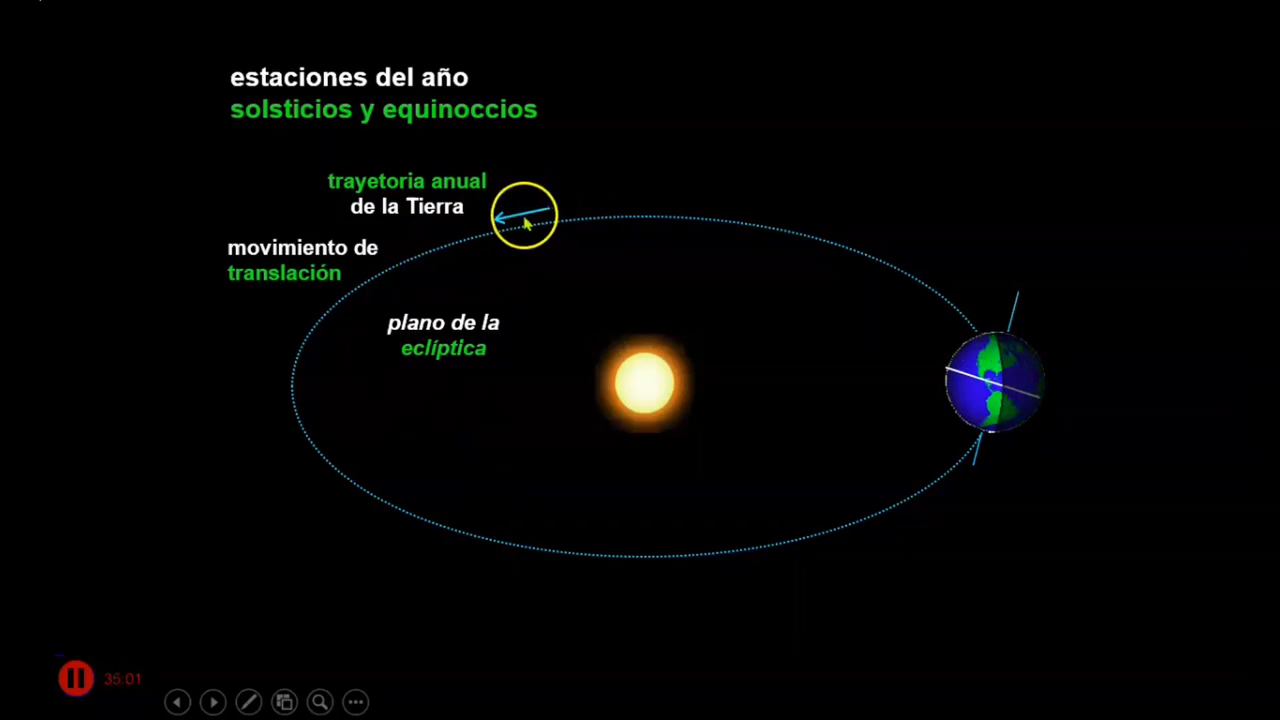 estaciones del año
solsticios y equinoccios
trayetoria anual
de la Tierra
movimiento de
translación
plano de la
eclíptica
35:01